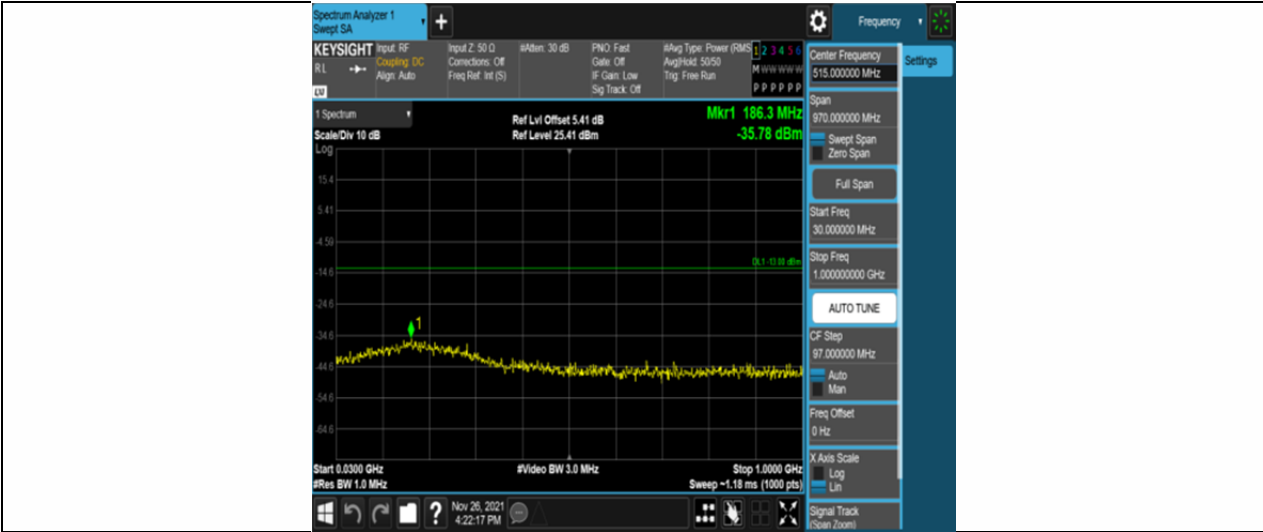 Spectrum Analyzer 1
Swept SA
+
Frequency
KEYSIGHT
RL
LV
Input: RF
Coupling: DC
Align: Auto
Input Z: 50 Ω
Corrections: Off
Freq Ref: Int (S)
#Atten: 30 dB
PNO: Fast
Gate: Off
IF Gain: Low
Sig Track: Off
#Avg Type: Power (RMS
Avg|Hold: 50/50
Trig: Free Run
1 2 3 4 5 6
M W W W W W
P P P P P P
1 Spectrum
Scale/Div 10 dB
Log
Ref Lvl Offset 5.41 dB
Ref Level 25.41 dBm
Mkr1 186.3 MHz
-35.78 dBm
15.4
5.41
-4.59
-14.6
-24.6
-34.6
-44.6
-54.6
-64.6
DL1 -13.00 dBm
1
Start 0.0300 GHz
#Res BW 1.0 MHz
#Video BW 3.0 MHz
Stop 1.0000 GHz
Sweep ~1.18 ms (1000 pts)
?
Nov 26, 2021
4:22:17 PM
Center Frequency
515.000000 MHz
Settings
Span
970.000000 MHz
Swept Span
Zero Span
Full Span
Start Freq
30.000000 MHz
Stop Freq
1.000000000 GHz
AUTO TUNE
CF Step
97.000000 MHz
Auto
Man
Freq Offset
0 Hz
X Axis Scale
Log
Lin
Signal Track
(Span Zoom)